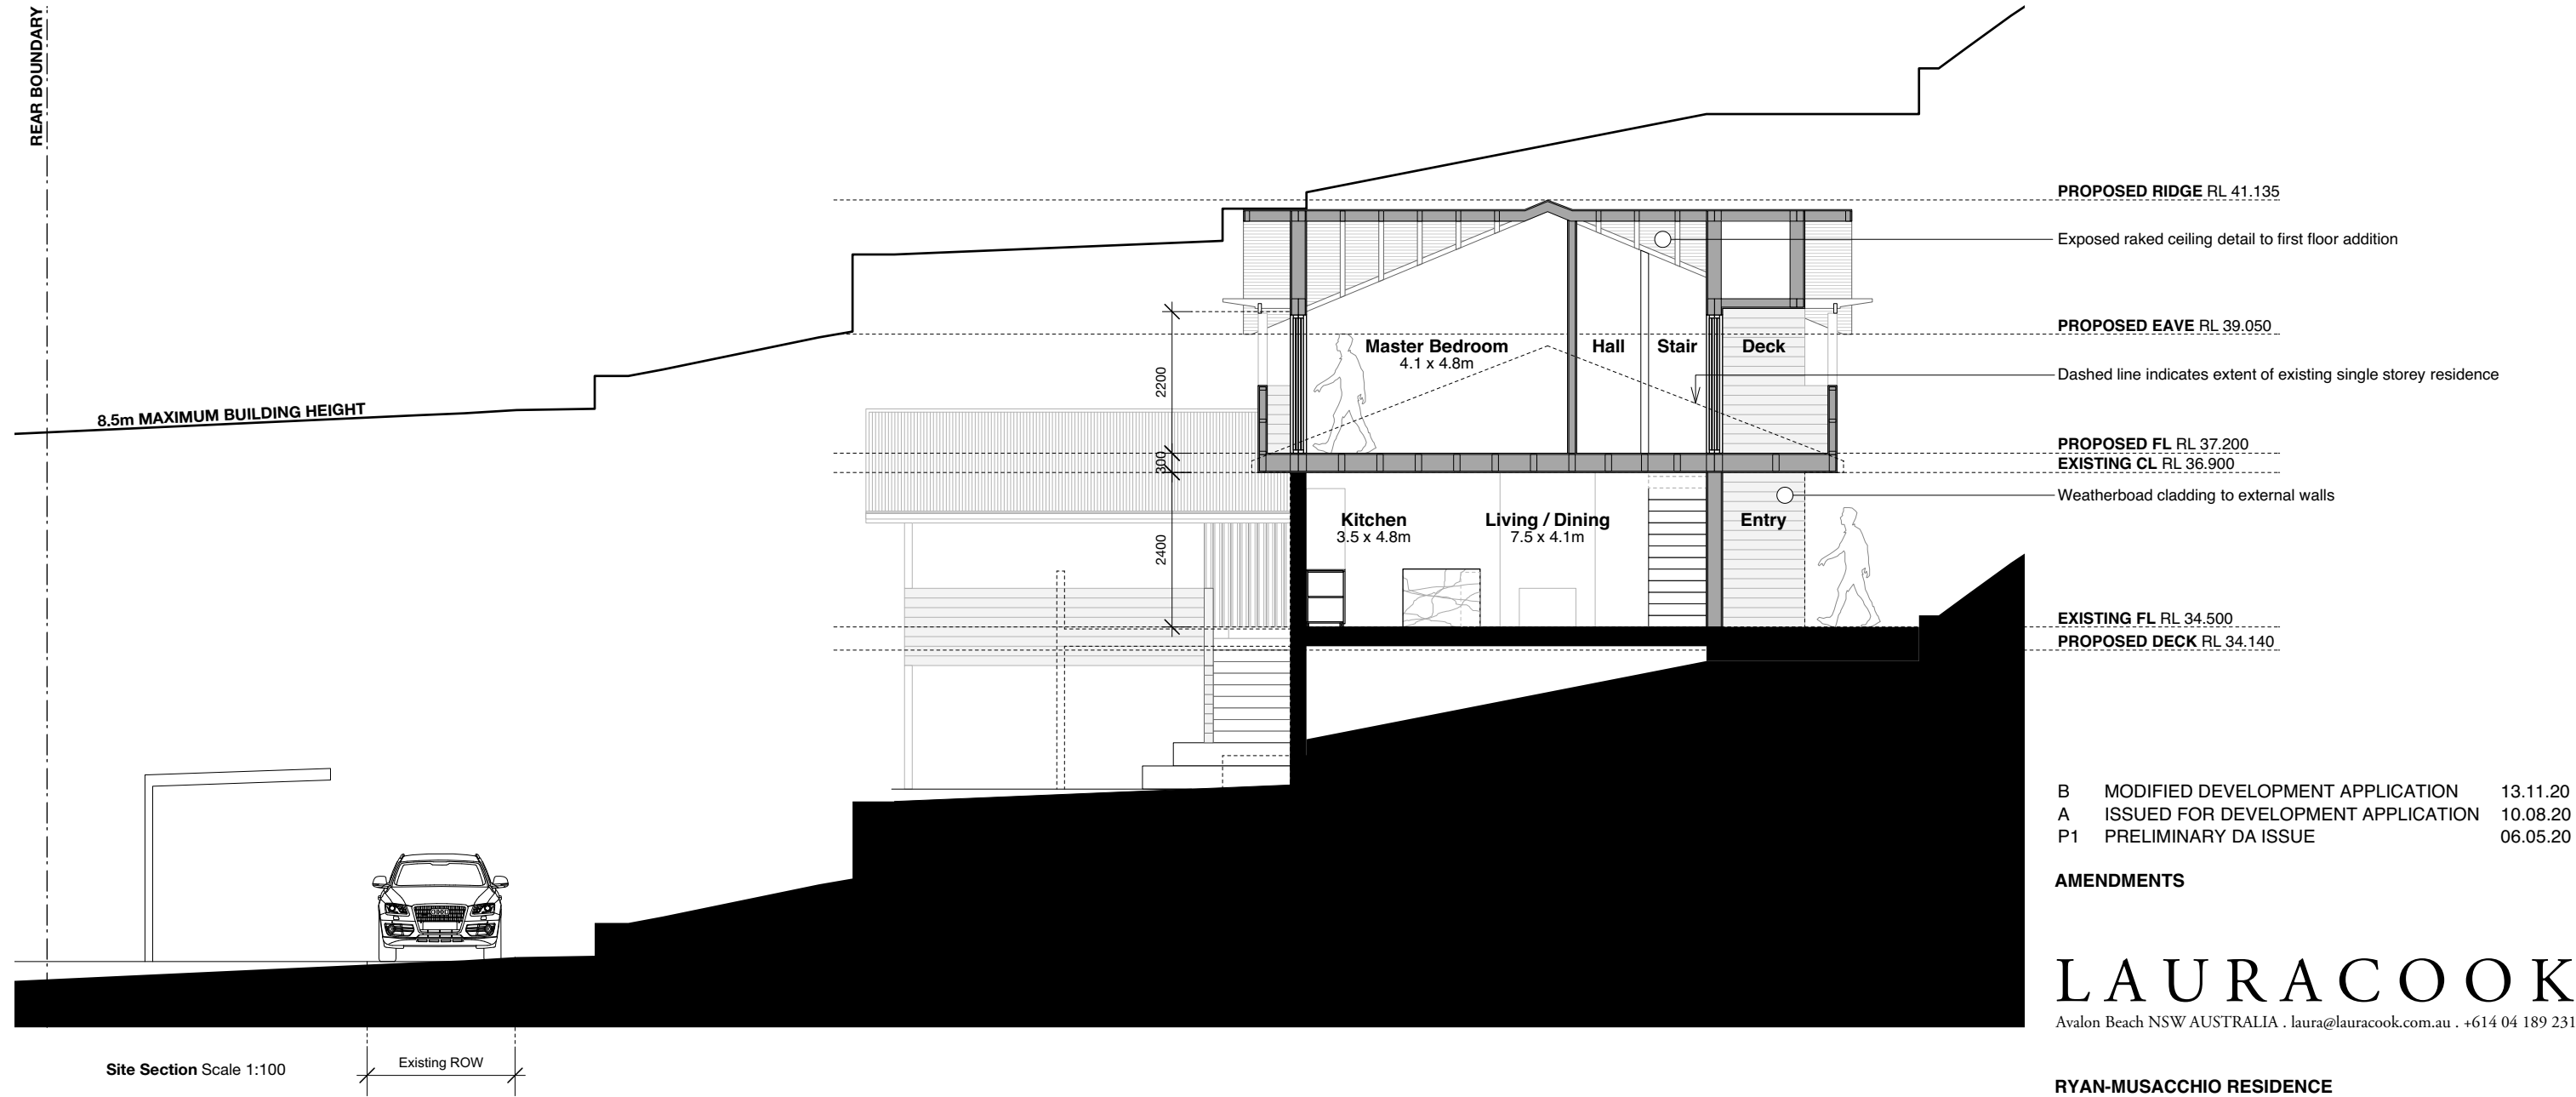 REAR BOUNDARY
8.5m MAXIMUM BUILDING HEIGHT
2200
300
2400
Master Bedroom
4.1 x 4.8m
Hall
Stair
Deck
Kitchen
3.5 x 4.8m
Living / Dining
7.5 x 4.1m
Entry
PROPOSED RIDGE RL 41.135
Exposed raked ceiling detail to first floor addition
PROPOSED EAVE RL 39.050
Dashed line indicates extent of existing single storey residence
PROPOSED FL RL 37.200
EXISTING CL RL 36.900
Weatherboad cladding to external walls
EXISTING FL RL 34.500
PROPOSED DECK RL 34.140
B MODIFIED DEVELOPMENT APPLICATION 13.11.20
A ISSUED FOR DEVELOPMENT APPLICATION 10.08.20
P1 PRELIMINARY DA ISSUE 06.05.20
AMENDMENTS
LAURACOOK
Avalon Beach NSW AUSTRALIA . laura@lauracook.com.au . +614 04 189 231
Site Section Scale 1:100
Existing ROW
RYAN-MUSACCHIO RESIDENCE